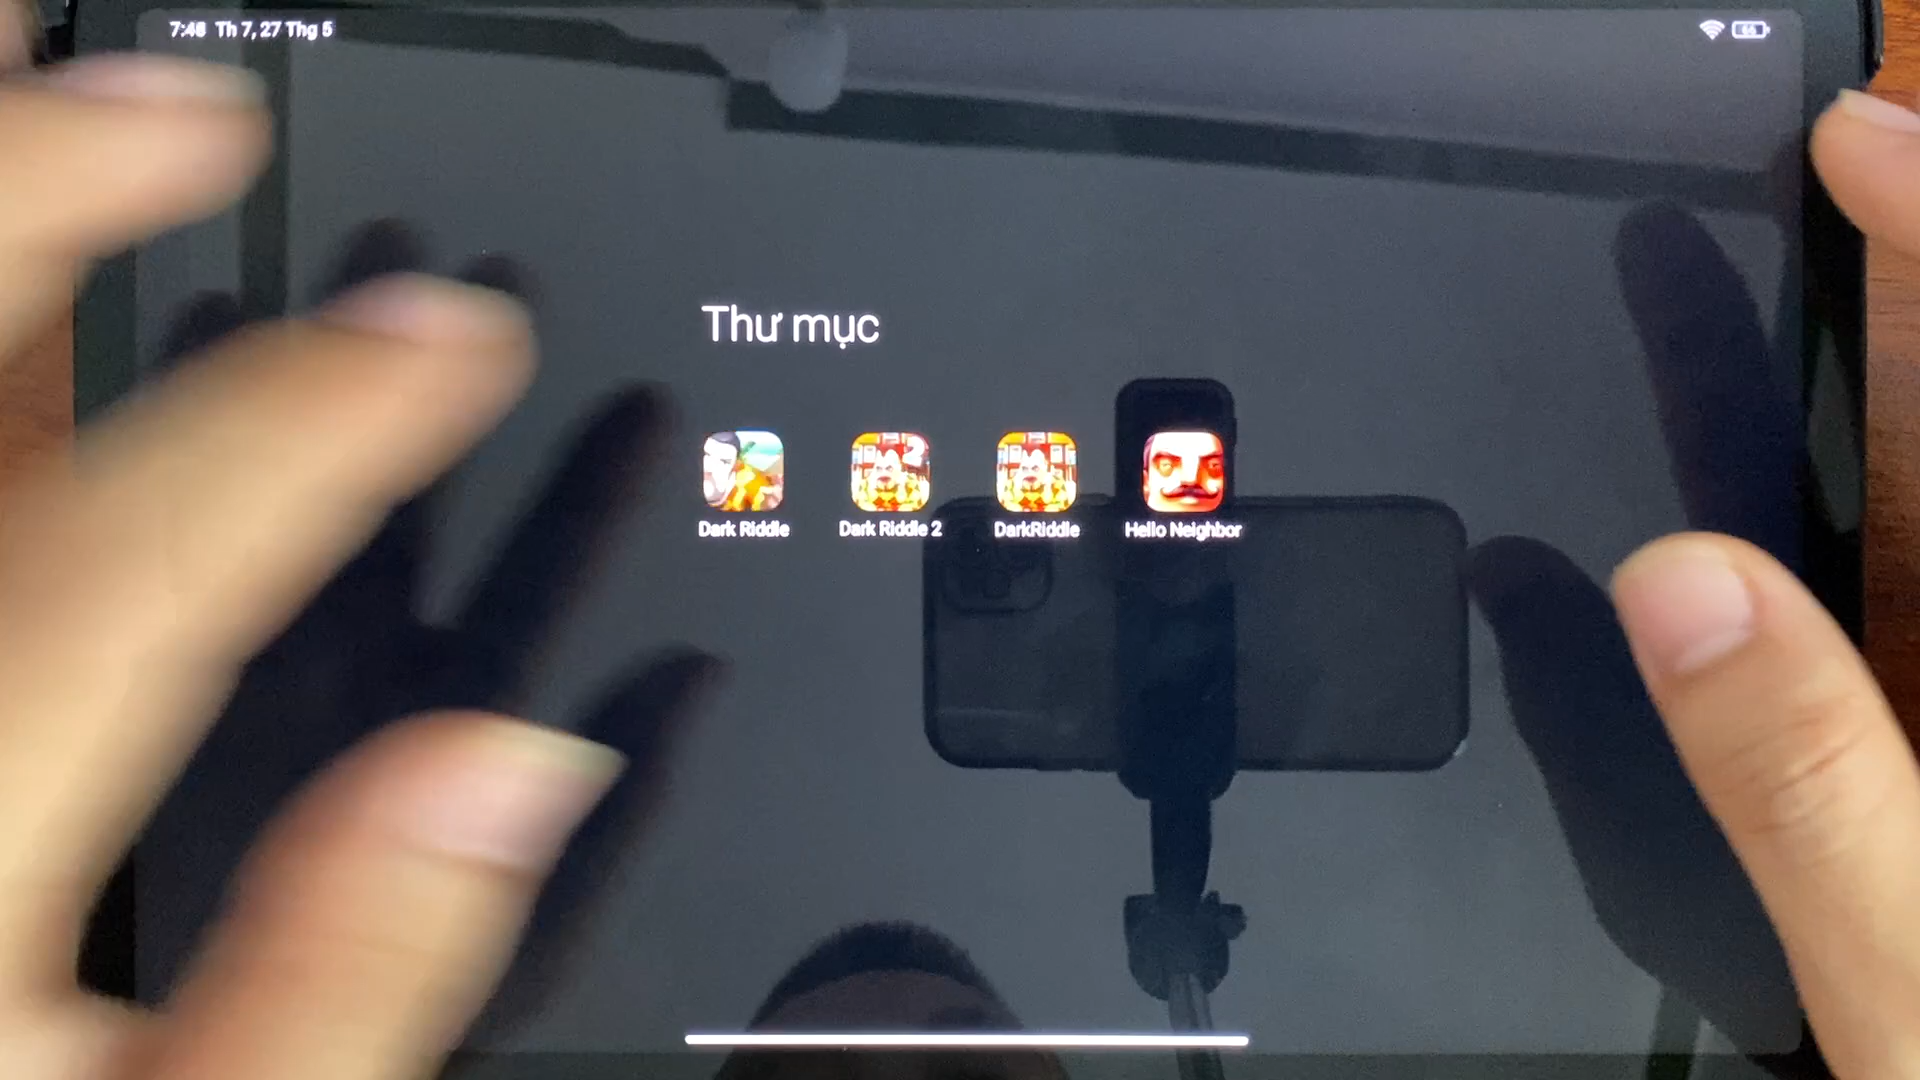 7:48 Th 7, 27 Thg 5
Thư mục
Dark Riddle
Dark Riddle 2
DarkRiddle
Hello Neighbor